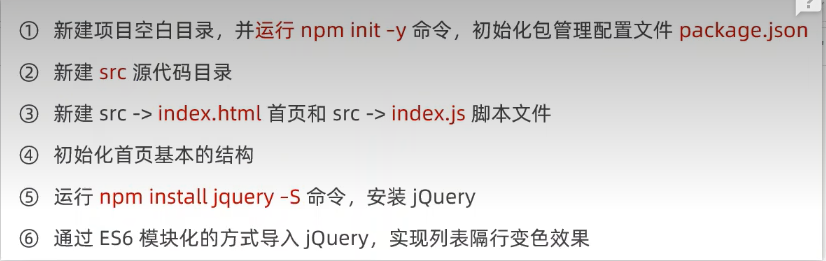 ① 新建项目空白目录，并运行 npm init –y 命令，初始化包管理配置文件 package.json
② 新建 src 源代码目录
③ 新建 src -> index.html 首页和 src -> index.js 脚本文件
④ 初始化首页基本的结构
⑤ 运行 npm install jquery –S 命令，安装 jQuery
⑥ 通过 ES6 模块化的方式导入 jQuery，实现列表隔行变色效果